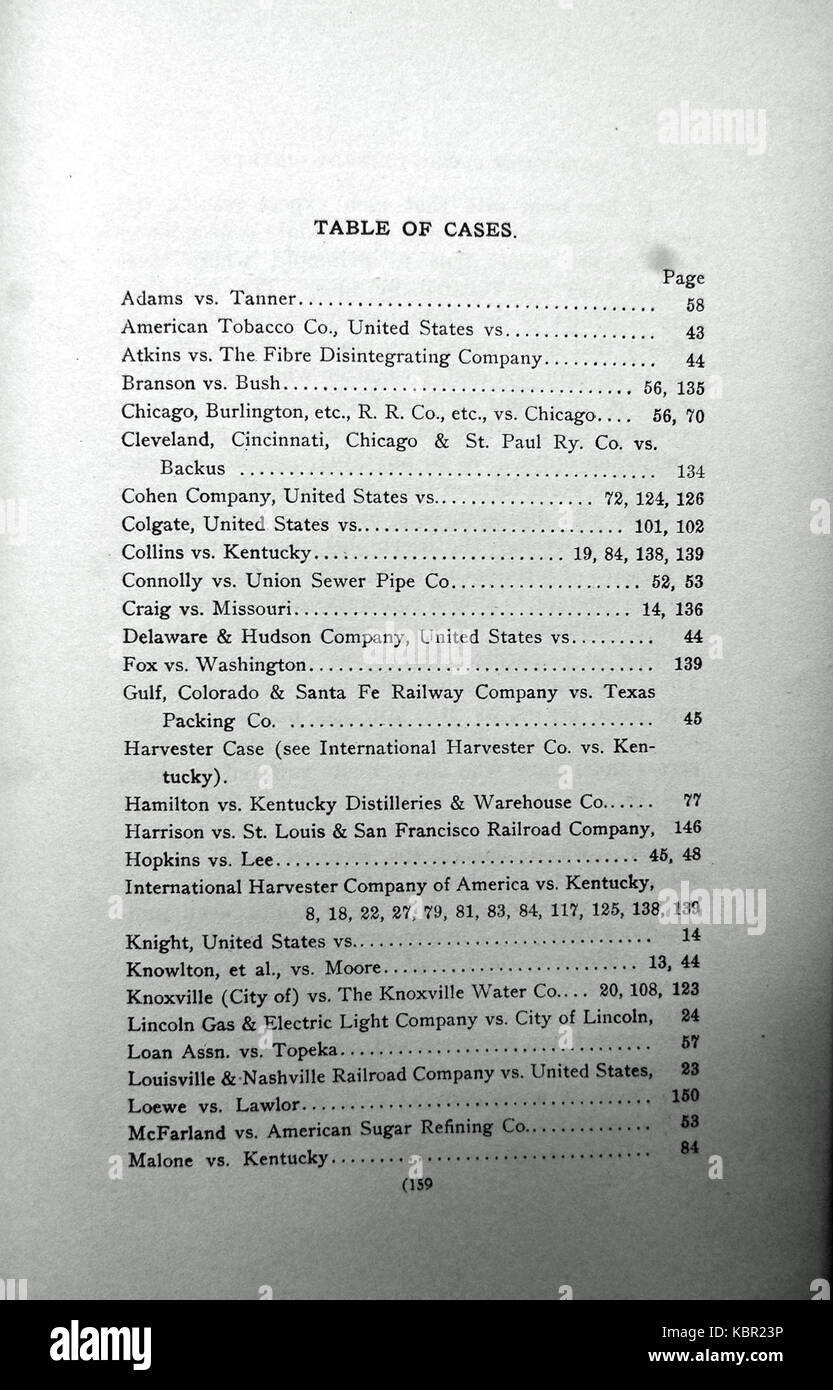 TABLE OF CASES.
Page
Adams vs. Tanner.................................... 58
American Tobacco Co., United States vs................ 43
Atkins vs. The Fibre Disintegrating Company............ 44
Branson vs. Bush................................... 56, 135
Chicago, Burlington, etc., R. R. Co., etc., vs. Chicago.... 56, 70
Cleveland, Cincinnati, Chicago & St. Paul Ry. Co. vs.
Backus .......................................... 134
Cohen Company, United States vs................. 72, 124, 126
Colgate, United States vs........................... 101, 102
Collins vs. Kentucky.......................... 19, 84, 138, 139
Connolly vs. Union Sewer Pipe Co................... 52, 53
Craig vs. Missouri.................................. 14, 136
Delaware & Hudson Company, United States vs......... 44
Fox vs. Washington................................... 139
Gulf, Colorado & Santa Fe Railway Company vs. Texas
Packing Co. ..................................... 45
Harvester Case (see International Harvester Co. vs. Ken-
tucky).
Hamilton vs. Kentucky Distilleries & Warehouse Co...... 77
Harrison vs. St. Louis & San Francisco Railroad Company, 146
Hopkins vs. Lee..................................... 45, 48
International Harvester Company of America vs. Kentucky,
8, 18, 22, 27, 79, 81, 83, 84, 117, 125, 138, 139
Knight, United States vs............................... 14
Knowlton, et al., vs. Moore.......................... 13, 44
Knoxville (City of) vs. The Knoxville Water Co.... 20, 108, 123
Lincoln Gas & Electric Light Company vs. City of Lincoln, 24
Loan Assn. vs. Topeka................................ 57
Louisville & Nashville Railroad Company vs. United States, 23
Loewe vs. Lawlor.................................... 150
McFarland vs. American Sugar Refining Co............. 53
Malone vs. Kentucky................................. 84
(159
alamy
alamy
alamy
a
a
a
a
a
alamy
Image ID: KBR23P
www.alamy.com